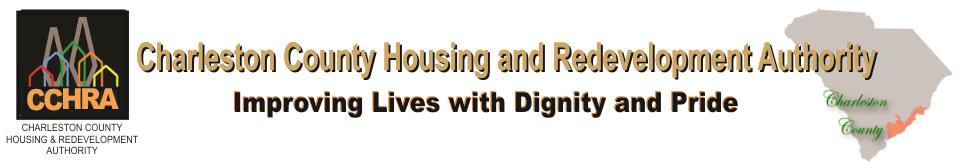 CCHRA
CHARLESTON COUNTY
HOUSING & REDEVELOPMENT
AUTHORITY
Charleston County Housing and Redevelopment Authority
Improving Lives with Dignity and Pride
Charleston
County